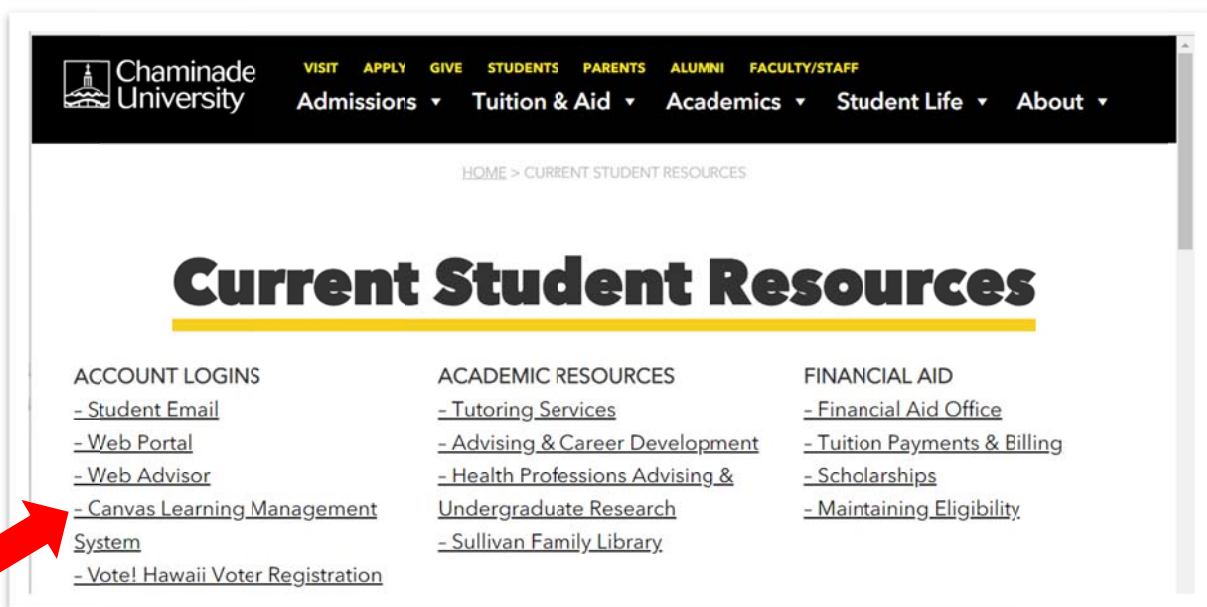 Chaminade
University
VISIT APPLY GIVE STUDENTS PARENTS ALUMNI FACULTY/STAFF
Admissions ▾ Tuition & Aid ▾ Academics ▾ Student Life ▾ About ▾
HOME > CURRENT STUDENT RESOURCES
Current Student Resources
ACCOUNT LOGINS
- Student Email
- Web Portal
- Web Advisor
- Canvas Learning Management
System
- Vote! Hawaii Voter Registration
ACADEMIC RESOURCES
- Tutoring Services
- Advising & Career Development
- Health Professions Advising &
Undergraduate Research
- Sullivan Family Library
FINANCIAL AID
- Financial Aid Office
- Tuition Payments & Billing
- Scholarships
- Maintaining Eligibility